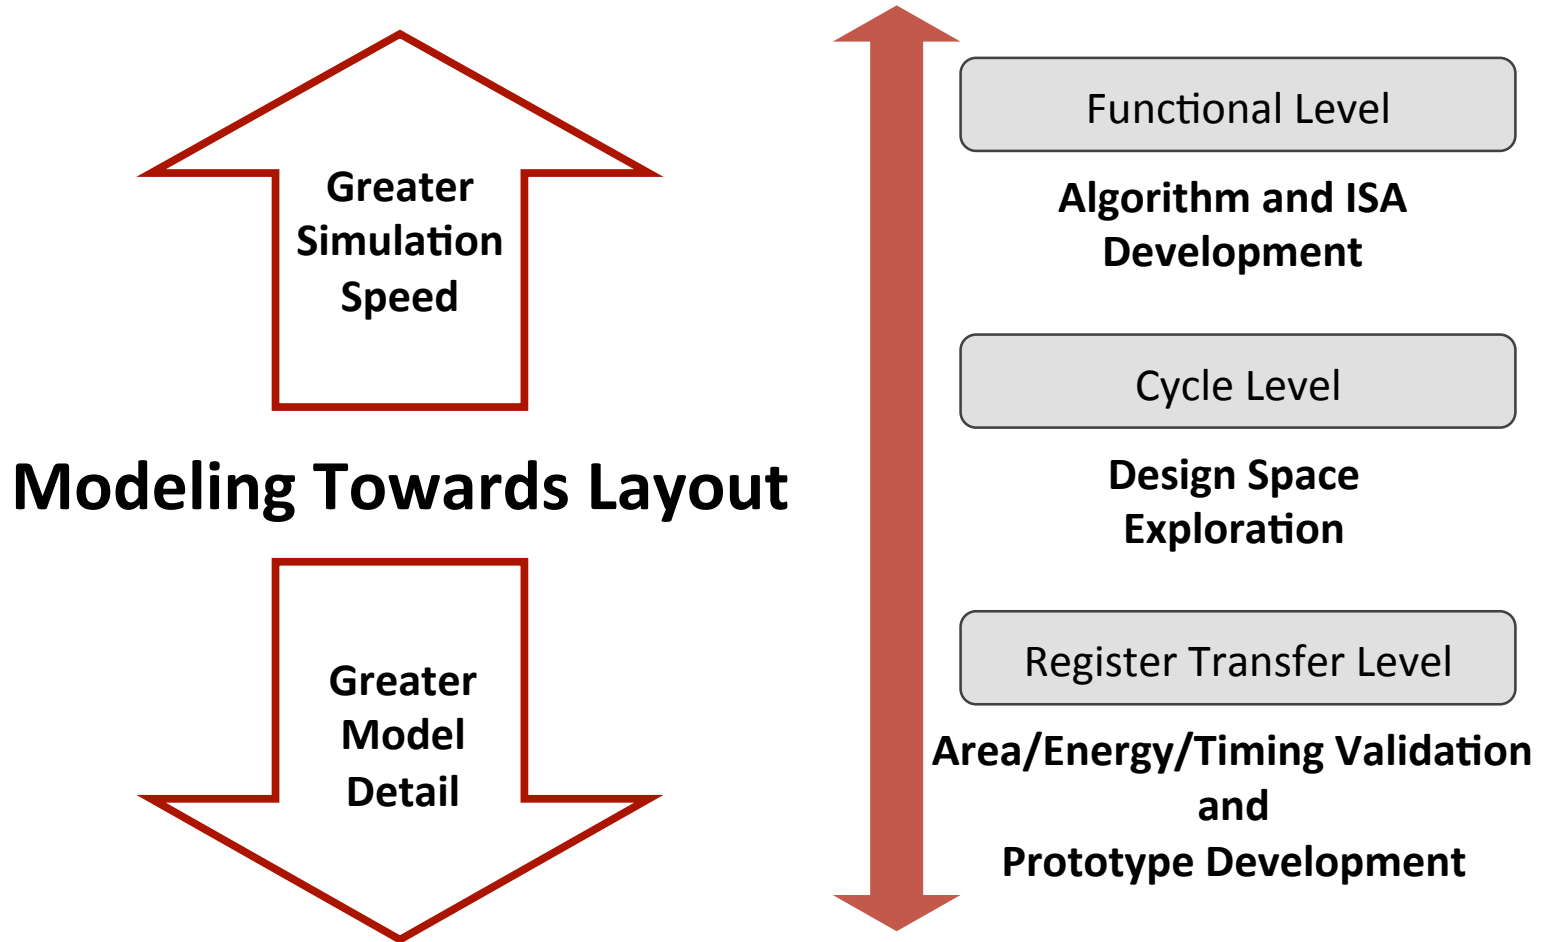 Greater
Simulation
Speed
Modeling Towards Layout
Greater
Model
Detail
Functional Level
Algorithm and ISA
Development
Cycle Level
Design Space
Exploration
Register Transfer Level
Area/Energy/Timing Validation
and
Prototype Development